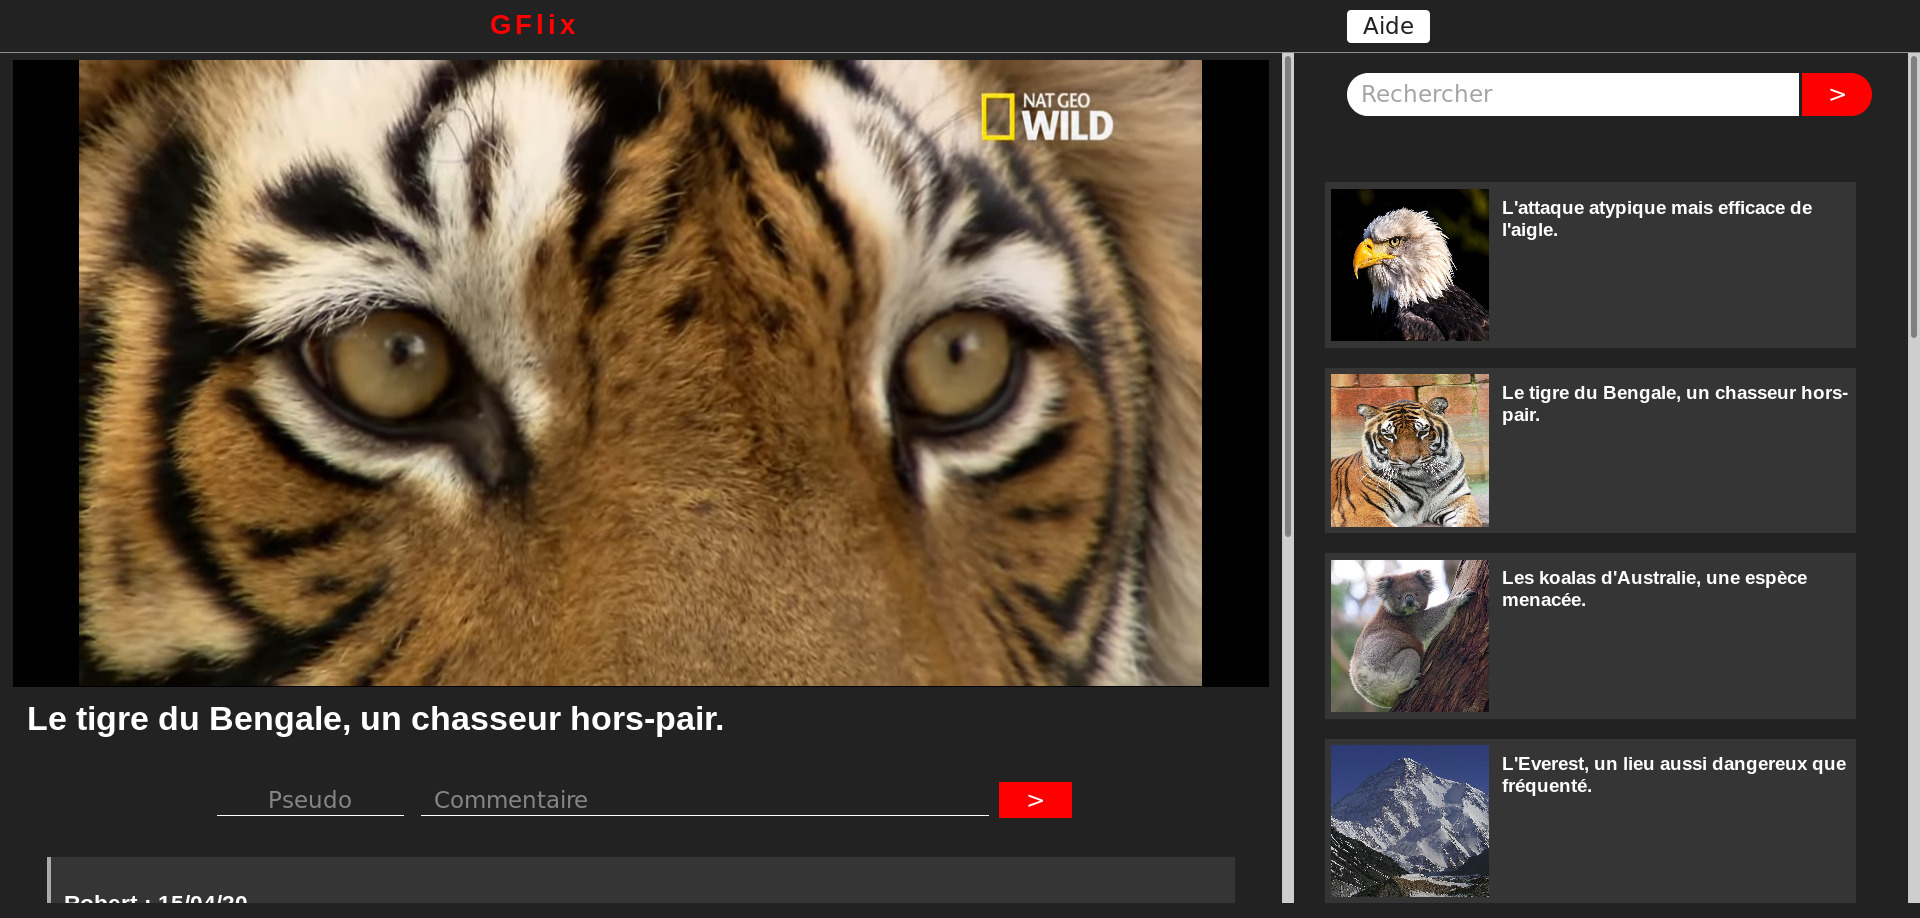 GFlix
Aide
NAT GEO
WILD
Rechercher
>
L'attaque atypique mais efficace de
l'aigle.
Le tigre du Bengale, un chasseur hors-
pair.
Les koalas d'Australie, une espèce
menacée.
L'Everest, un lieu aussi dangereux que
fréquenté.
Le tigre du Bengale, un chasseur hors-pair.
Pseudo
Commentaire
>
Robert : 15/04/20